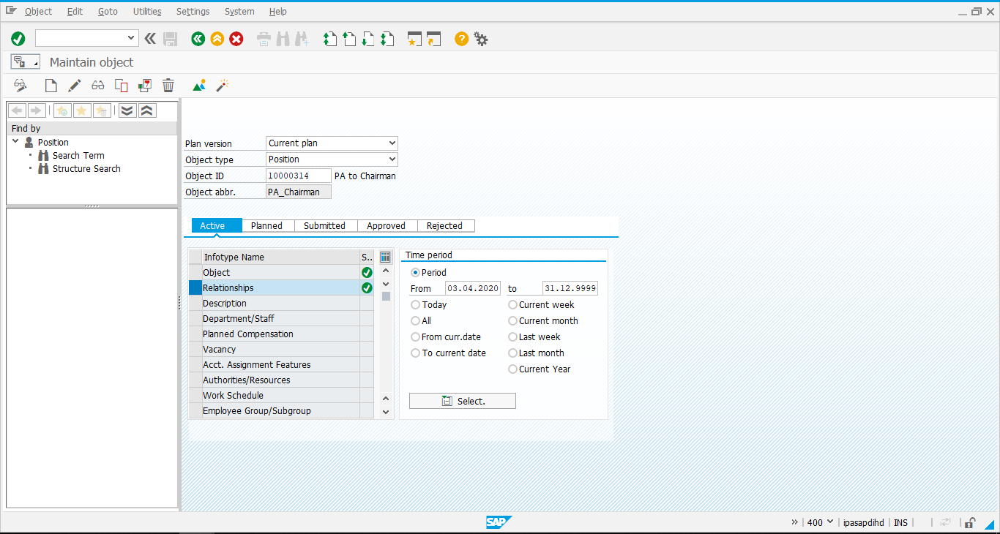 Object Edit Goto Utilities Settings System Help
Maintain object
Find by
Position
Search Term
Structure Search
Plan version Current plan
Object type Position
Object ID 10000314 PA to Chairman
Object abbr. PA_Chairman
Active Planned Submitted Approved Rejected
Infotype Name S..
Object
Relationships
Description
Department/Staff
Planned Compensation
Vacancy
Acct. Assignment Features
Authorities/Resources
Work Schedule
Employee Group/Subgroup
Time period
Period
From 03.04.2020 to 31.12.9999
Today Current week
All Current month
From curr.date Last week
To current date Last month
Current Year
Select.
SAP
400 ipasapdihd INS